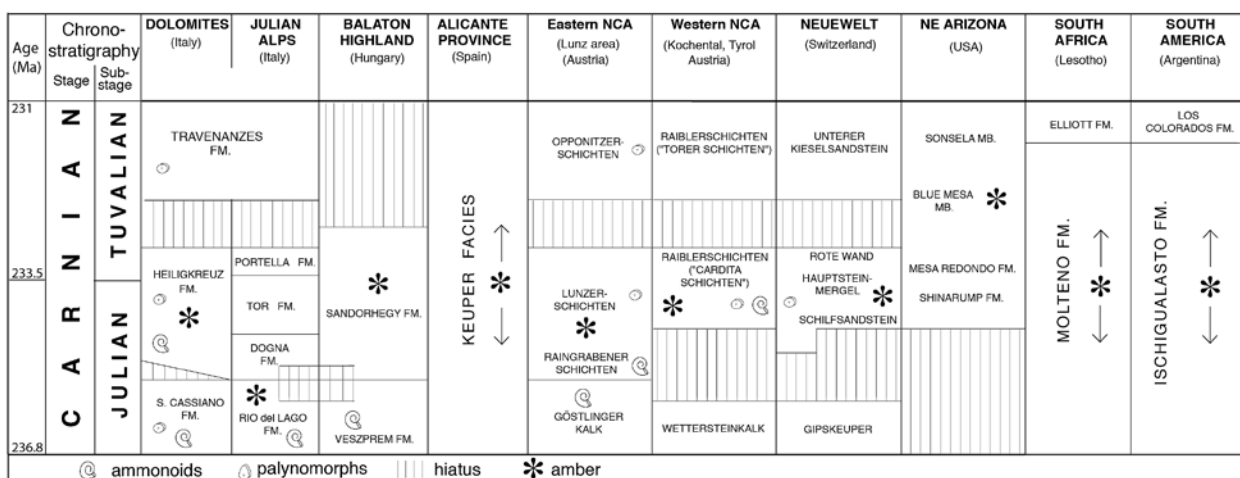 Age
(Ma)
Chrono-
stratigraphy
Stage
Sub-
stage
DOLOMITES
(Italy)
JULIAN
ALPS
(Italy)
BALATON
HIGHLAND
(Hungary)
ALICANTE
PROVINCE
(Spain)
Eastern NCA
(Lunz area)
(Austria)
Western NCA
(Kochental, Tyrol
Austria)
NEUEWELT
(Switzerland)
NE ARIZONA
(USA)
SOUTH
AFRICA
(Lesotho)
SOUTH
AMERICA
(Argentina)
231
233.5
236.8
CARNIAN
TUVALIAN
JULIAN
TRAVENANZES
FM.
HEILIGKREUZ
FM.
S. CASSIANO
FM.
PORTELLA FM.
TOR FM.
DOGNA
FM.
RIO del LAGO
FM.
SANDORHEGY FM.
VESZPREM FM.
KEUPER FACIES
OPPONITZER-
SCHICHTEN
LUNZER-
SCHICHTEN
RAINGRABENER
SCHICHTEN
GÖSTLINGER
KALK
RAIBLERSCHICHTEN
("TORER SCHICHTEN")
RAIBLERSCHICHTEN
("CARDITA
SCHICHTEN")
WETTERSTEINKALK
UNTERER
KIESELSANDSTEIN
ROTE WAND
HAUPTSTEIN-
MERGEL
SCHILFSANDSTEIN
GIPSKEUPER
SONSELA MB.
BLUE MESA
MB.
MESA REDONDO FM.
SHINARUMP FM.
ELLIOTT FM.
MOLTENO FM.
LOS
COLORADOS FM.
ISCHIGUALASTO FM.
ammonoids
palynomorphs
hiatus
amber